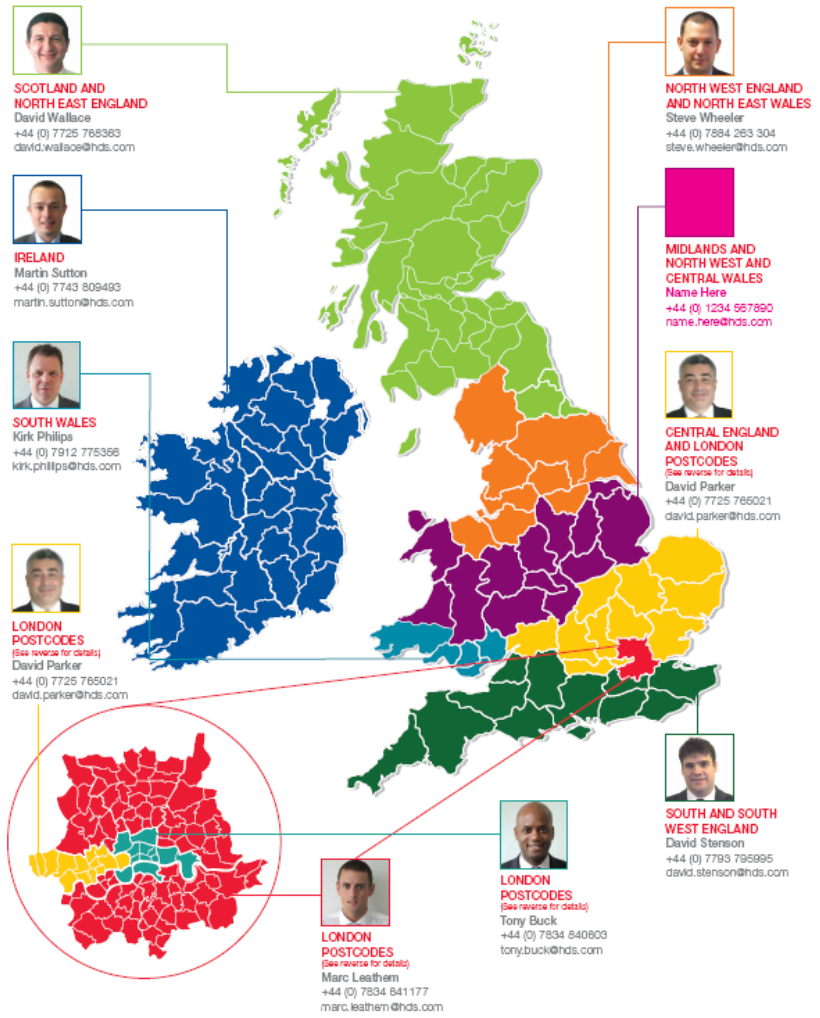 SCOTLAND AND
NORTH EAST ENGLAND
David Wallace
+44 (0) 7725 768363
david.wallace@hds.com
IRELAND
Martin Sutton
+44 (0) 7743 809493
martin.sutton@hds.com
SOUTH WALES
Kirk Philips
+44 (0) 7912 775356
kirk.phillips@hds.com
LONDON
POSTCODES
(See reverse for details)
David Parker
+44 (0) 7725 765021
david.parker@hds.com
NORTH WEST ENGLAND
AND NORTH EAST WALES
Steve Wheeler
+44 (0) 7884 263 304
steve.wheeler@hds.com
MIDLANDS AND
NORTH WEST AND
CENTRAL WALES
Name Here
+44 (0) 1234 567890
name.here@hds.com
CENTRAL ENGLAND
AND LONDON
POSTCODES
(See reverse for details)
David Parker
+44 (0) 7725 765021
david.parker@hds.com
SOUTH AND SOUTH
WEST ENGLAND
David Stenson
+44 (0) 7793 795995
david.stenson@hds.com
LONDON
POSTCODES
(See reverse for details)
Tony Buck
+44 (0) 7834 840603
tony.buck@hds.com
LONDON
POSTCODES
(See reverse for details)
Marc Leathem
+44 (0) 7834 841177
marc.leathem@hds.com